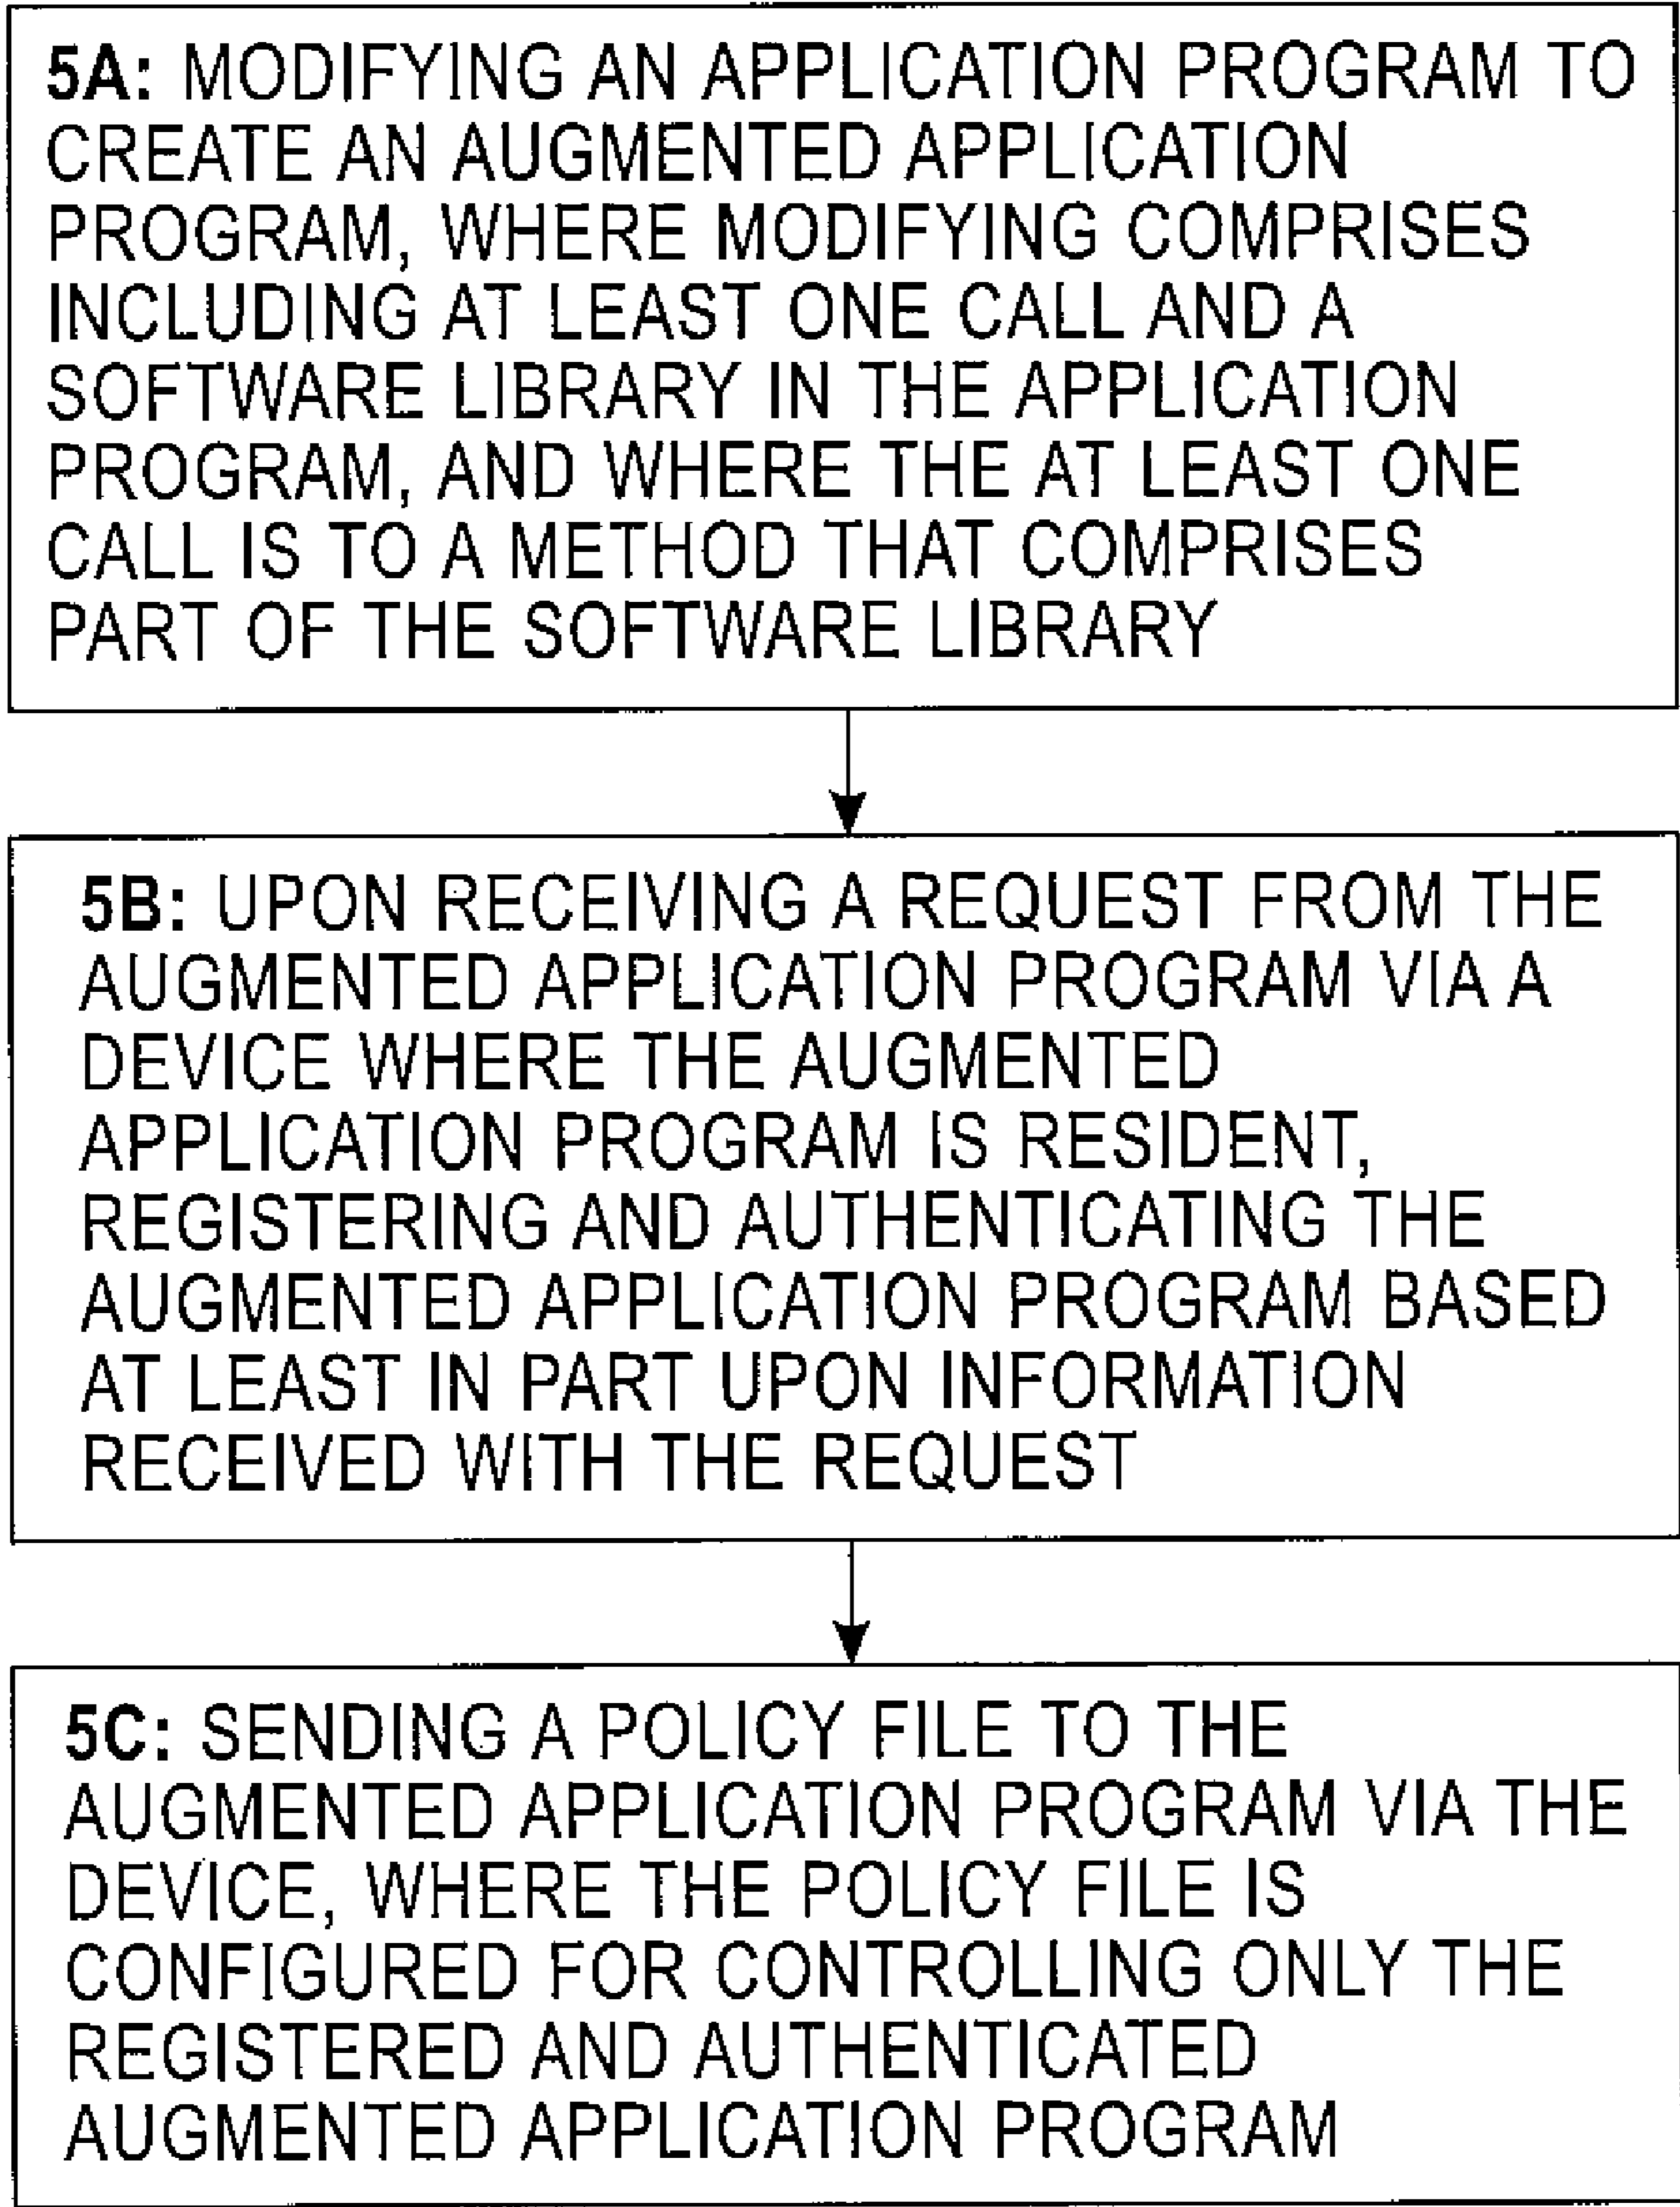 5A: MODIFYING AN APPLICATION PROGRAM TO
CREATE AN AUGMENTED APPLICATION
PROGRAM, WHERE MODIFYING COMPRISES
INCLUDING AT LEAST ONE CALL AND A
SOFTWARE LIBRARY IN THE APPLICATION
PROGRAM, AND WHERE THE AT LEAST ONE
CALL IS TO A METHOD THAT COMPRISES
PART OF THE SOFTWARE LIBRARY
5B: UPON RECEIVING A REQUEST FROM THE
AUGMENTED APPLICATION PROGRAM VIA A
DEVICE WHERE THE AUGMENTED
APPLICATION PROGRAM IS RESIDENT,
REGISTERING AND AUTHENTICATING THE
AUGMENTED APPLICATION PROGRAM BASED
AT LEAST IN PART UPON INFORMATION
RECEIVED WITH THE REQUEST
5C: SENDING A POLICY FILE TO THE
AUGMENTED APPLICATION PROGRAM VIA THE
DEVICE, WHERE THE POLICY FILE IS
CONFIGURED FOR CONTROLLING ONLY THE
REGISTERED AND AUTHENTICATED
AUGMENTED APPLICATION PROGRAM